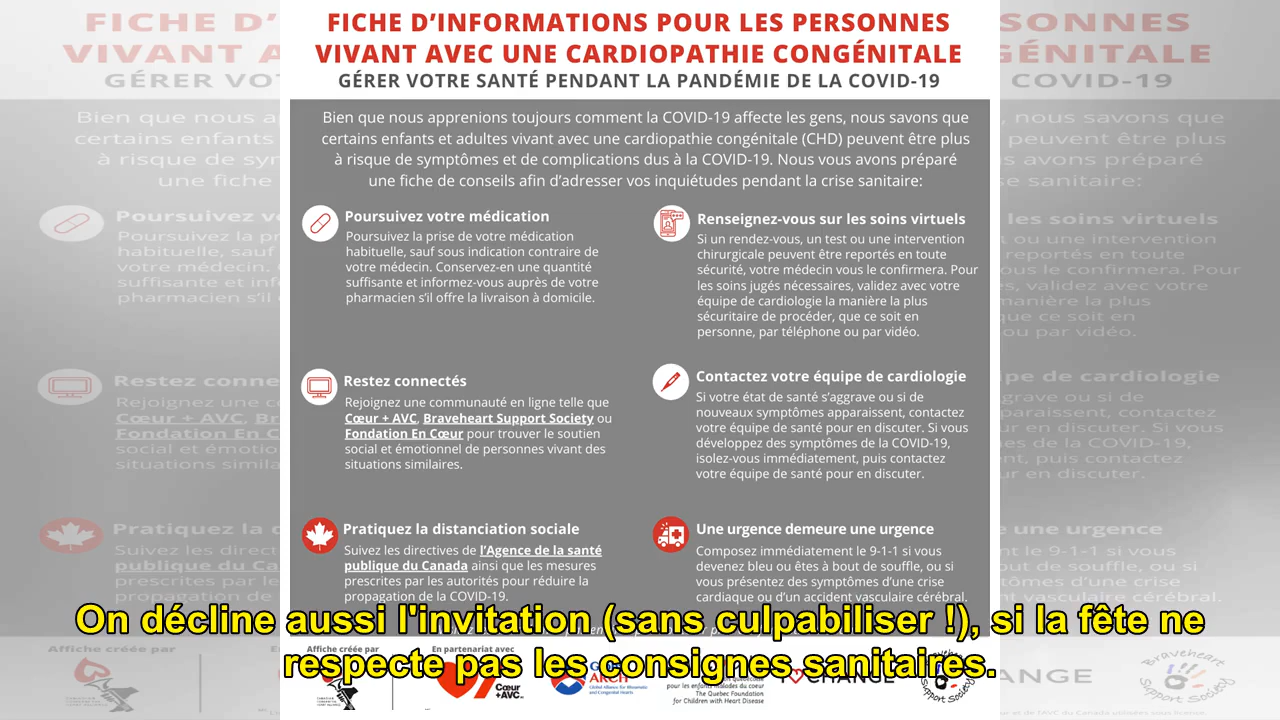 FICHE D'INFORMATIONS POUR LES PERSONNES
VIVANT AVEC UNE CARDIOPATHIE CONGÉNITALE
GÉRER VOTRE SANTÉ PENDANT LA PANDÉMIE DE LA COVID-19
Bien que nous apprenions toujours comment la COVID-19 affecte les gens, nous savons que
certains enfants et adultes vivant avec une cardiopathie congénitale (CHD) peuvent être plus
à risque de symptômes et de complications dus à la COVID-19. Nous vous avons préparé
une fiche de conseils afin d'adresser vos inquiétudes pendant la crise sanitaire:
Poursuivez votre médication
Poursuivez la prise de votre médication
habituelle, sauf sous indication contraire de
votre médecin. Conservez-en une quantité
suffisante et informez-vous auprès de votre
pharmacien s'il offre la livraison à domicile.
Renseignez-vous sur les soins virtuels
Si un rendez-vous, un test ou une intervention
chirurgicale peuvent être reportés en toute
sécurité, votre médecin vous le confirmera. Pour
les soins jugés nécessaires, validez avec votre
équipe de cardiologie la manière la plus
sécuritaire de procéder, que ce soit en
personne, par téléphone ou par vidéo.
Restez connectés
Rejoignez une communauté en ligne telle que
Cœur + AVC, Braveheart Support Society ou
Fondation En Cœur pour trouver le soutien
social et émotionnel de personnes vivant des
situations similaires.
Contactez votre équipe de cardiologie
Si votre état de santé s'aggrave ou si de
nouveaux symptômes apparaissent, contactez
votre équipe de santé pour en discuter. Si vous
développez des symptômes de la COVID-19,
isolez-vous immédiatement, puis contactez
votre équipe de santé pour en discuter.
Pratiquez la distanciation sociale
Suivez les directives de l'Agence de la santé
publique du Canada ainsi que les mesures
prescrites par les autorités pour réduire la
propagation de la COVID-19.
Une urgence demeure une urgence
Composez immédiatement le 9-1-1 si vous
devenez bleu ou êtes à bout de souffle, ou si
vous présentez des symptômes d'une crise
cardiaque ou d'un accident vasculaire cérébral.
On décline aussi l'invitation (sans culpabiliser !), si la fête ne
respecte pas les consignes sanitaires.
Affiche créée par
En partenariat avec
Cœur
+AVC
Global Alliance for Rheumatic
and Congenital Hearts
pour les enfants malades du coeur
The Quebec Foundation
for Children with Heart Disease
Braveheart
Support Society